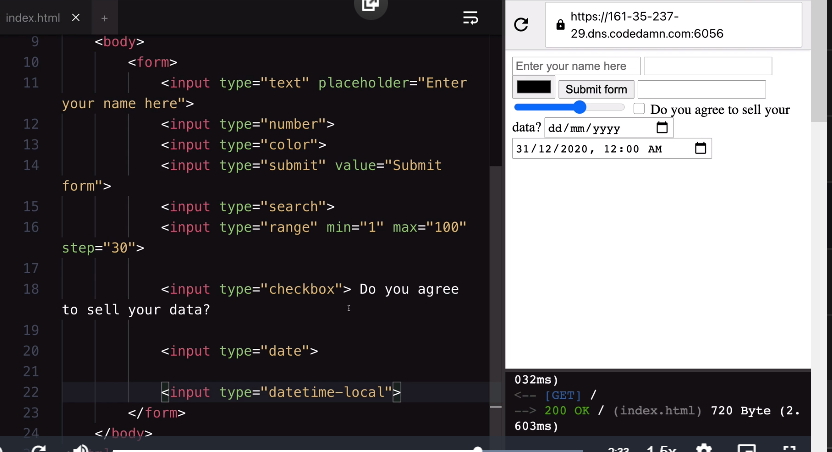 index.html × +
9 <body>
10 <form>
11 <input type="text" placeholder="Enter
your name here">
12 <input type="number">
13 <input type="color">
14 <input type="submit" value="Submit
form">
15 <input type="search">
16 <input type="range" min="1" max="100"
step="30">
17
18 <input type="checkbox"> Do you agree
to sell your data?
19
20 <input type="date">
21
22 <input type="datetime-local">
23 </form>
24 </body>
https://161-35-237-
29.dns.codedamn.com:6056
Enter your name here
Submit form
Do you agree to sell your
data? dd/mm/yyyy
31/12/2020, 12:00 AM
032ms)
<-- [GET] /
--> 200 OK / (index.html) 720 Byte (2.
603ms)
2:33 1.5x